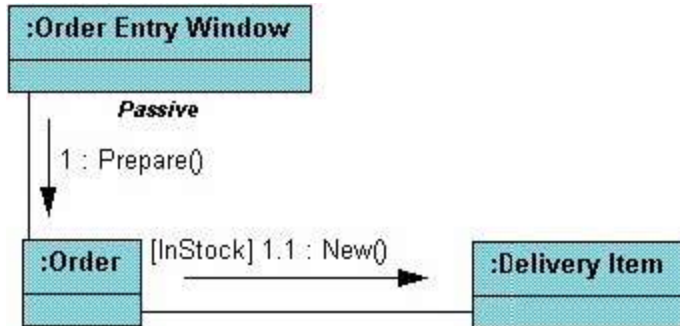 :Order Entry Window
Passive
1 : Prepare()
[InStock] 1.1 : New()
:Order
:Delivery Item